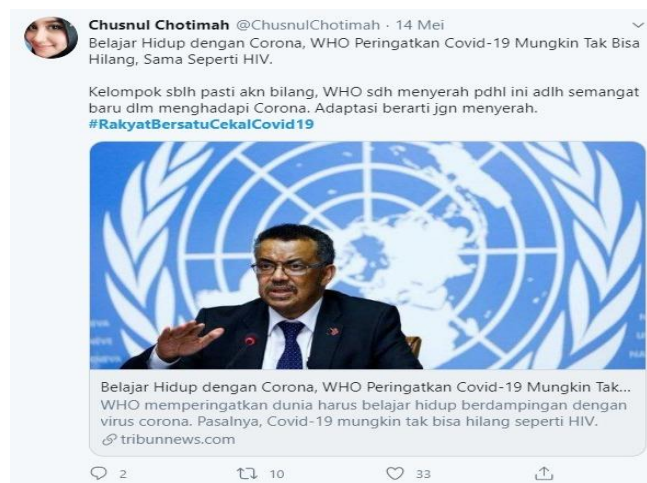 Chusnul Chotimah @ChusnulChotimah · 14 Mei
Belajar Hidup dengan Corona, WHO Peringatkan Covid-19 Mungkin Tak Bisa
Hilang, Sama Seperti HIV.
Kelompok sblh pasti akn bilang, WHO sdh menyerah pdhl ini adlh semangat
baru dlm menghadapi Corona. Adaptasi berarti jgn menyerah.
#RakyatBersatuCekalCovid19
Belajar Hidup dengan Corona, WHO Peringatkan Covid-19 Mungkin Tak...
WHO memperingatkan dunia harus belajar hidup berdampingan dengan
virus corona. Pasalnya, Covid-19 mungkin tak bisa hilang seperti HIV.
tribunnews.com
2 10 33